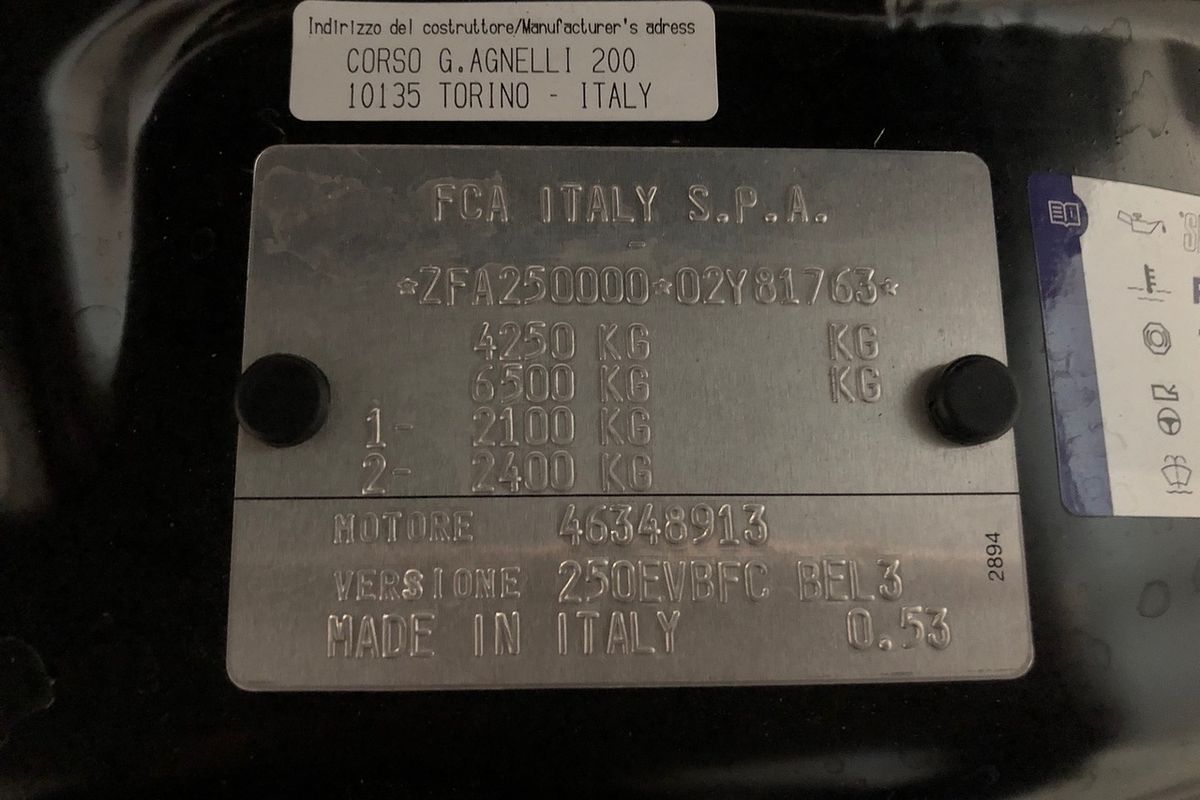 Indirizzo del costruttore/Manufacturer's adress
CORSO G.AGNELLI 200
10135 TORINO - ITALY
FCA ITALY S.P.A.
-
*ZFA250000*02Y81763*
4250 KG KG
6500 KG KG
1- 2100 KG
2- 2400 KG
MOTORE 46348913
VERSIONE 250EVBFC BEL3
MADE IN ITALY 0.53
2894